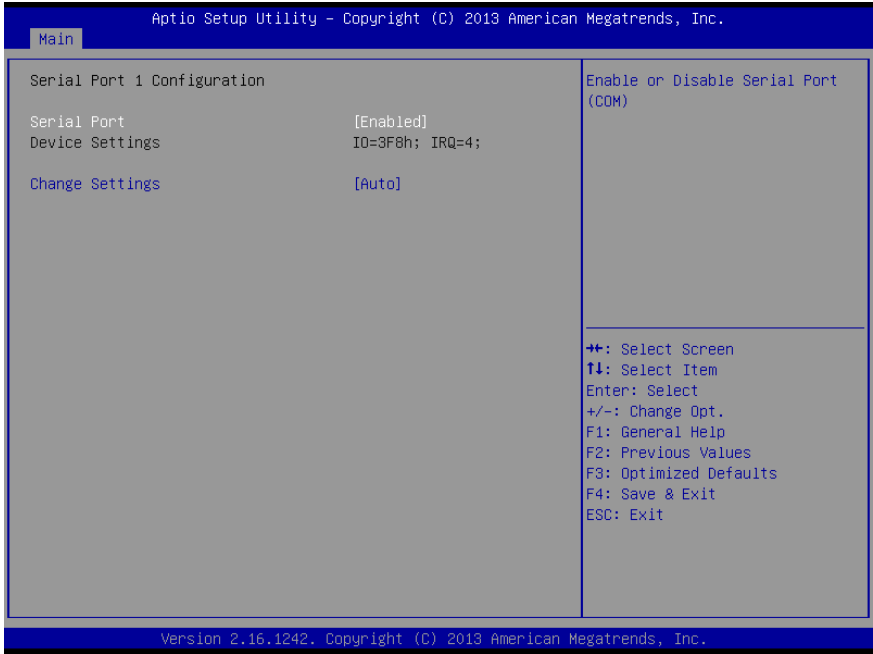 Aptio Setup Utility – Copyright (C) 2013 American Megatrends, Inc.
Main
Serial Port 1 Configuration
Serial Port [Enabled]
Device Settings IO=3F8h; IRQ=4;
Change Settings [Auto]
Enable or Disable Serial Port
(COM)
→←: Select Screen
↑↓: Select Item
Enter: Select
+/-: Change Opt.
F1: General Help
F2: Previous Values
F3: Optimized Defaults
F4: Save & Exit
ESC: Exit
Version 2.16.1242. Copyright (C) 2013 American Megatrends, Inc.